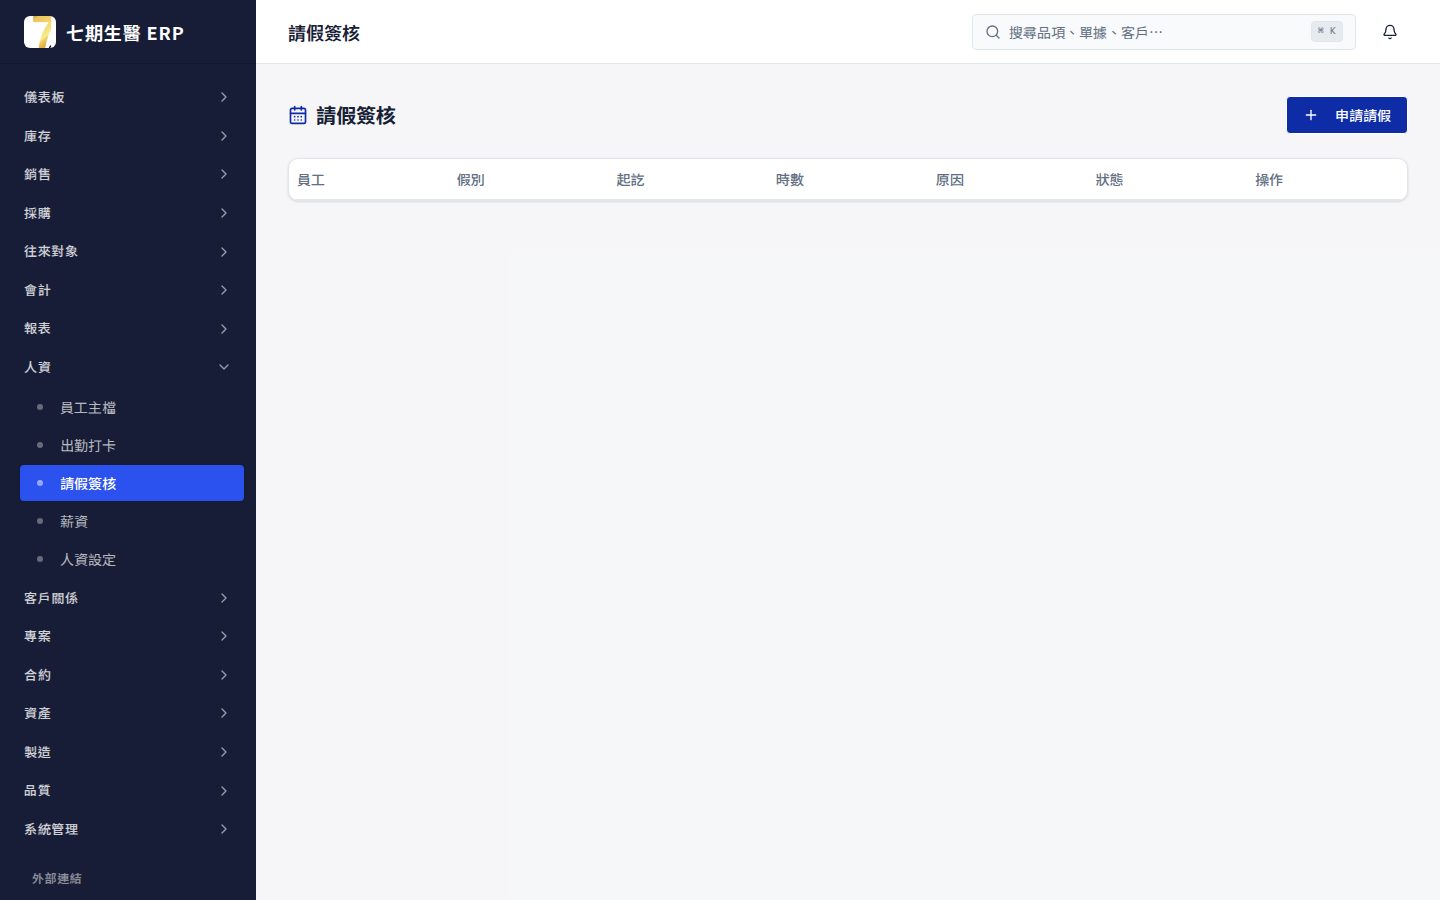 七期生醫 ERP
請假簽核
搜尋品項、單據、客戶…
⌘ K
儀表板
庫存
銷售
採購
往來對象
會計
報表
人資
員工主檔
出勤打卡
請假簽核
薪資
人資設定
客戶關係
專案
合約
資產
製造
品質
系統管理
外部連結
請假簽核
申請請假
員工 假別 起訖 時數 原因 狀態 操作